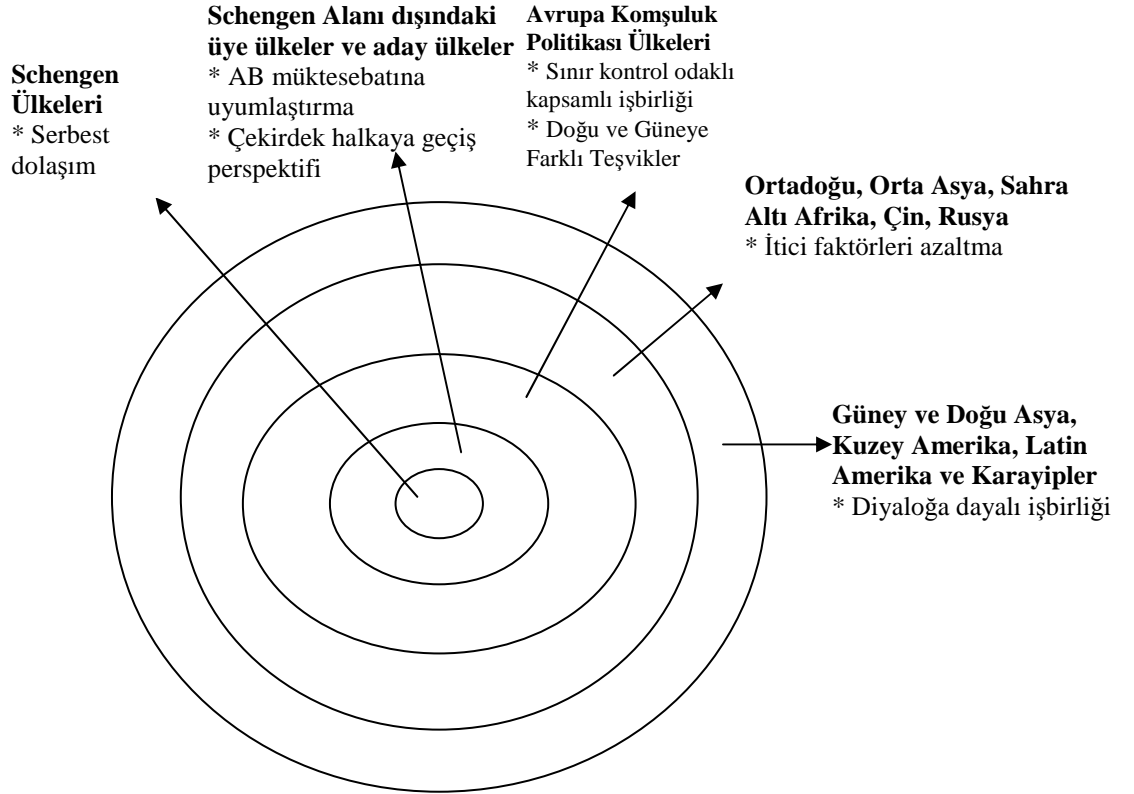 Schengen
Ülkeleri
* Serbest
dolaşım
Schengen Alanı dışındaki
üye ülkeler ve aday ülkeler
* AB müktesebatına
uyumlaştırma
* Çekirdek halkaya geçiş
perspektifi
Avrupa Komşuluk
Politikası Ülkeleri
* Sınır kontrol odaklı
kapsamlı işbirliği
* Doğu ve Güneye
Farklı Teşvikler
Ortadoğu, Orta Asya, Sahra
Altı Afrika, Çin, Rusya
* İtici faktörleri azaltma
Güney ve Doğu Asya,
Kuzey Amerika, Latin
Amerika ve Karayipler
* Diyaloğa dayalı işbirliği